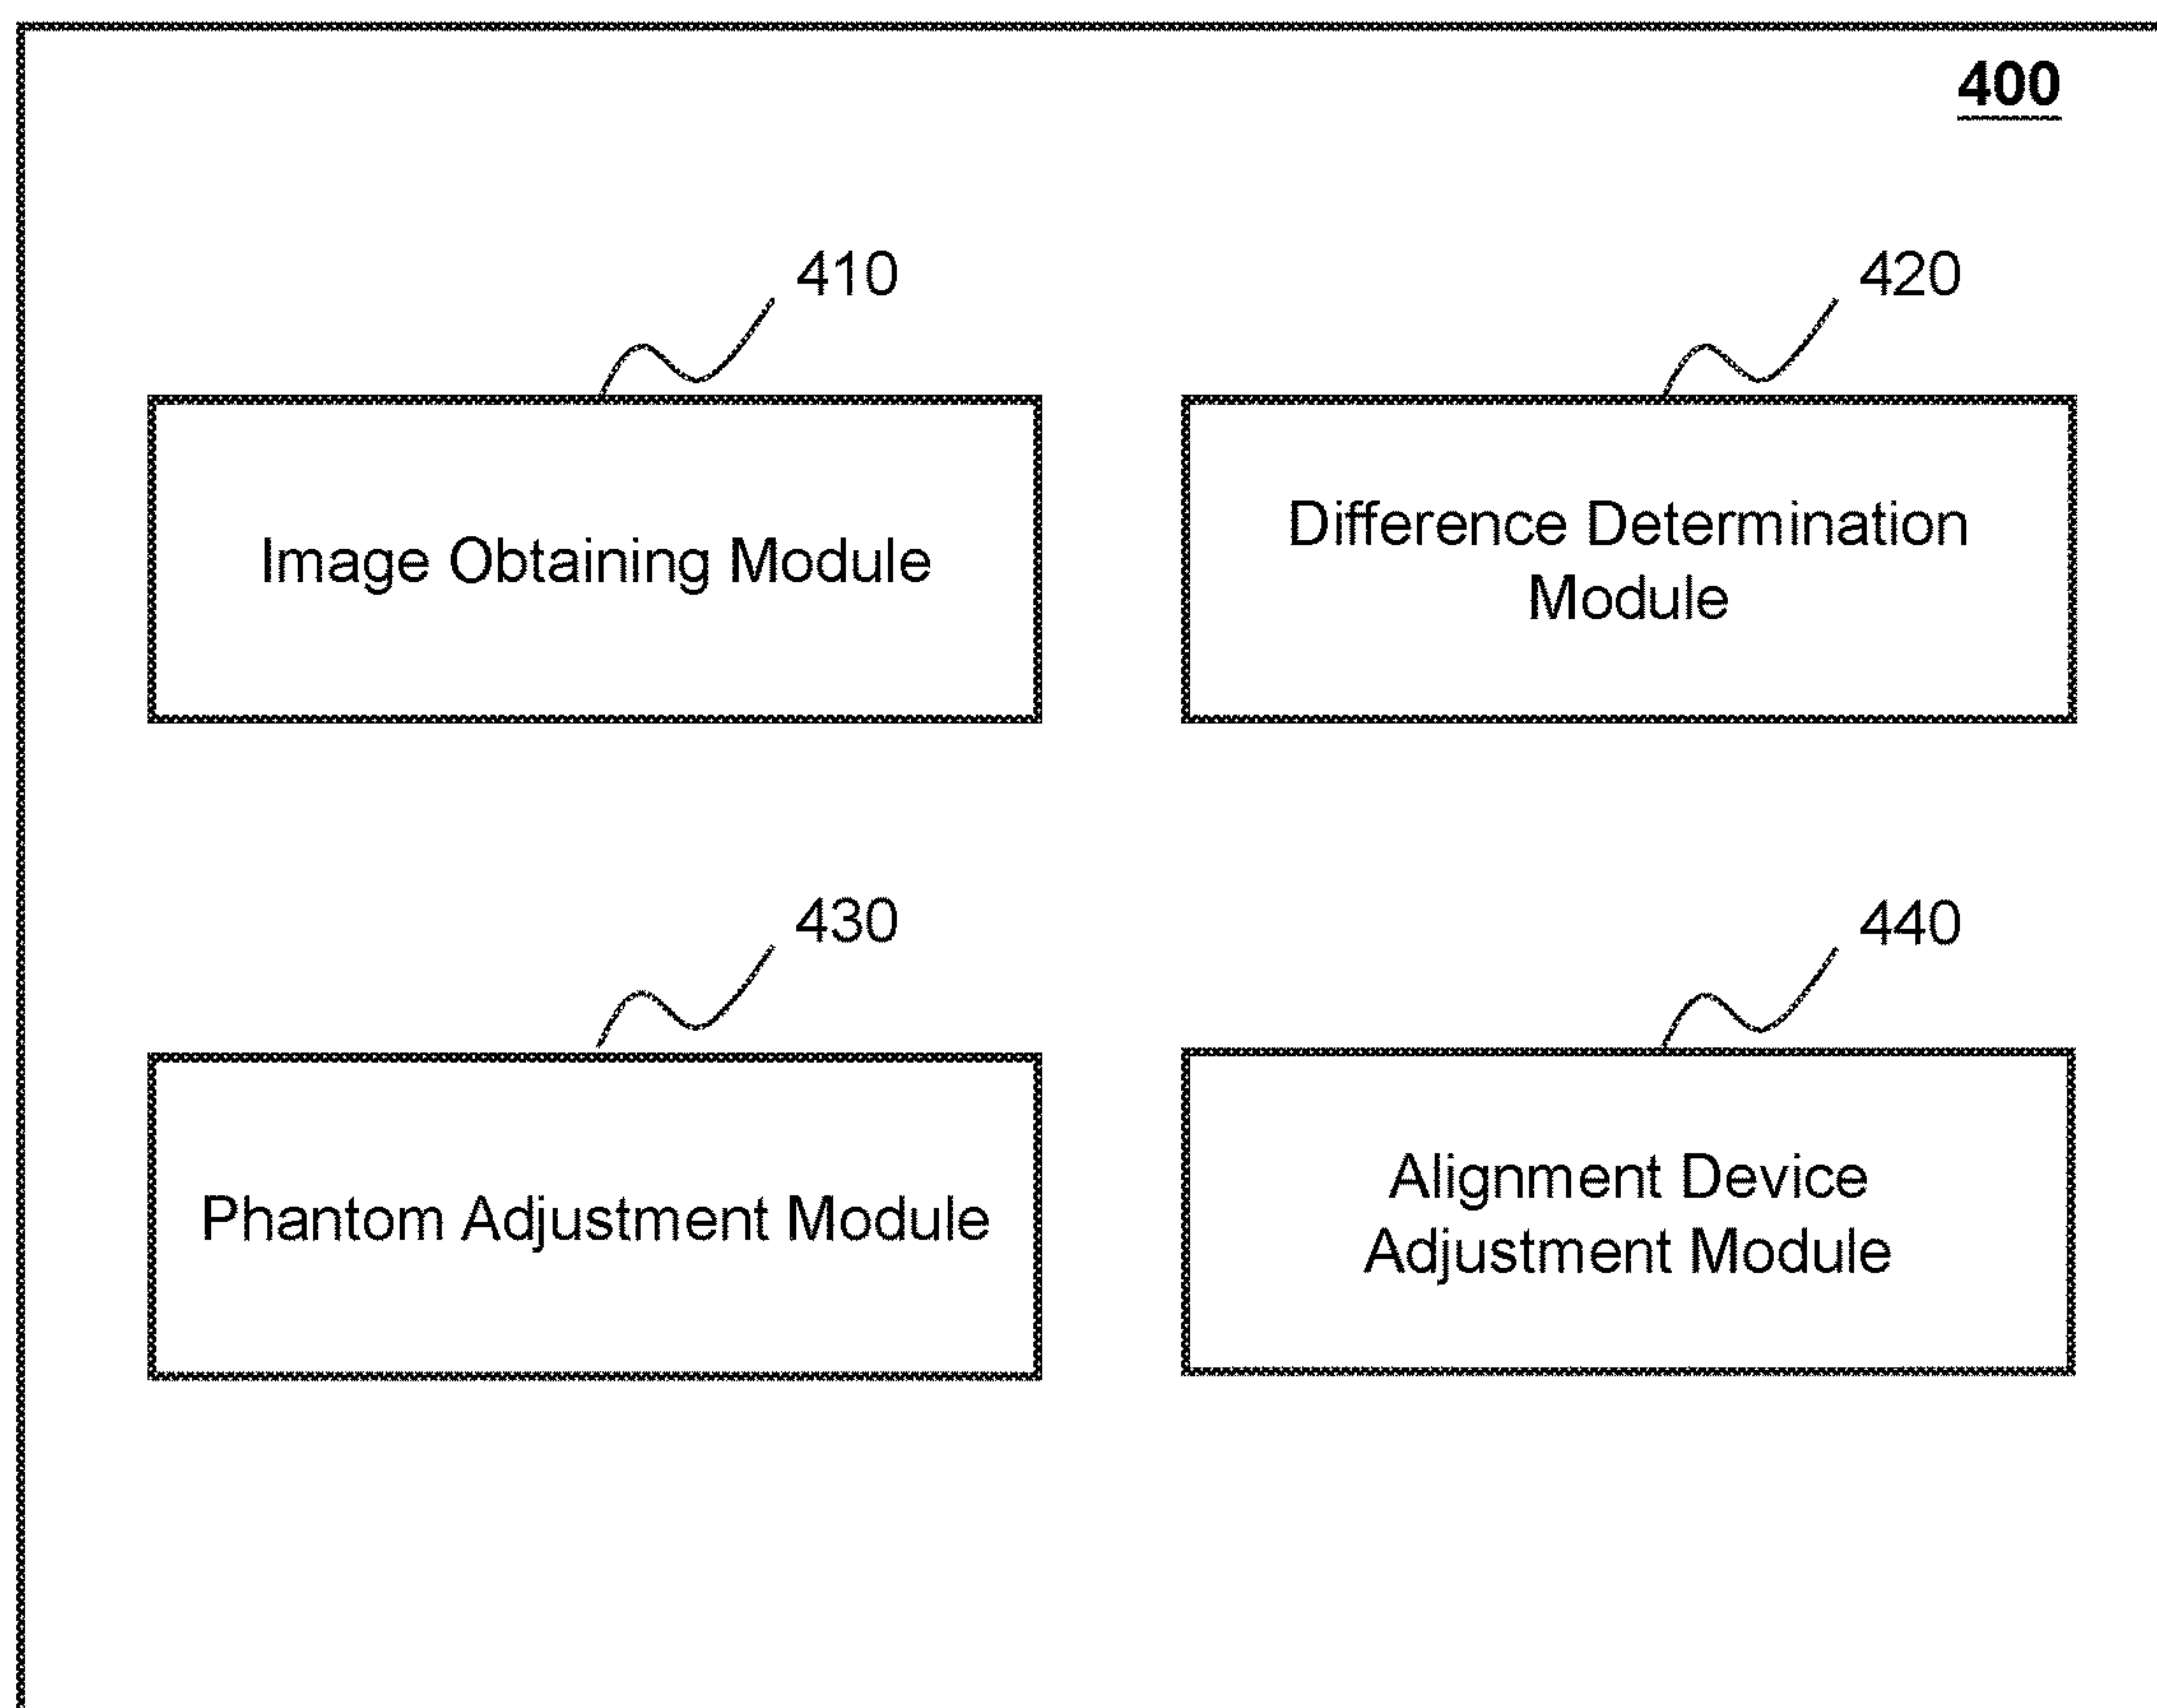 400
410
420
Image Obtaining Module
Difference Determination
Module
430
440
Phantom Adjustment Module
Alignment Device
Adjustment Module